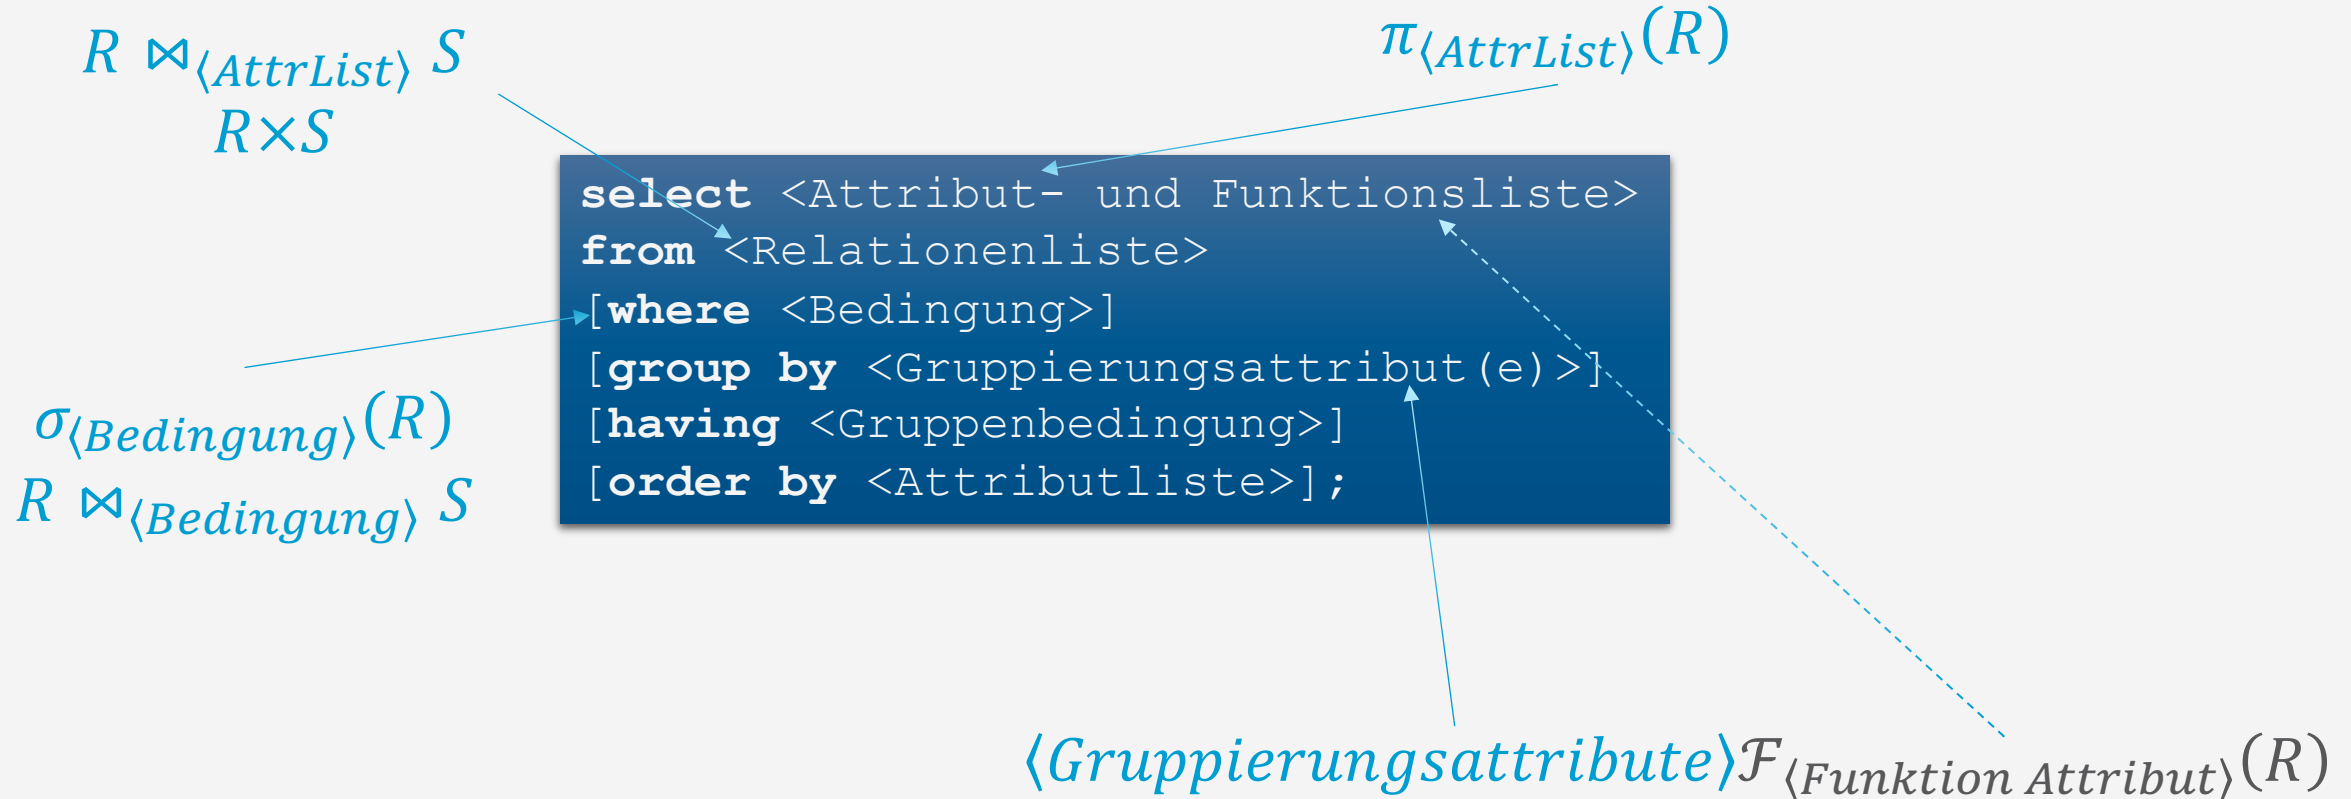 R ⋈⟨AttrList⟩ S
R×S
π⟨AttrList⟩(R)
select <Attribut- und Funktionsliste>
from <Relationenliste>
[where <Bedingung>]
[group by <Gruppierungsattribut(e)>]
[having <Gruppenbedingung>]
[order by <Attributliste>];
σ⟨Bedingung⟩(R)
R ⋈⟨Bedingung⟩ S
⟨Gruppierungsattribute⟩ℱ⟨Funktion Attribut⟩(R)